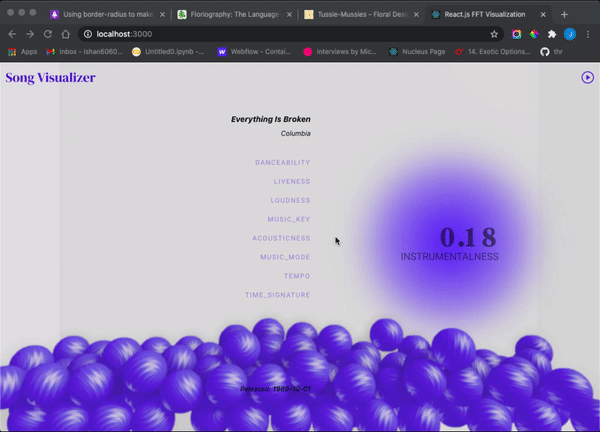 Using border-radius to make
Floriography: The Language
Tussie-Mussies – Floral Desig
React.js FFT Visualization
localhost:3000
Apps
Inbox - ishan6060...
Untitled0.ipynb -...
Webflow - Contai...
Interviews by Mic...
Nucleus Page
14. Exotic Options...
thr
Song Visualizer
Everything Is Broken
Columbia
DANCEABILITY
LIVENESS
LOUDNESS
MUSIC_KEY
ACOUSTICNESS
MUSIC_MODE
TEMPO
TIME_SIGNATURE
0.18
INSTRUMENTALNESS
Released: 1989-10-01